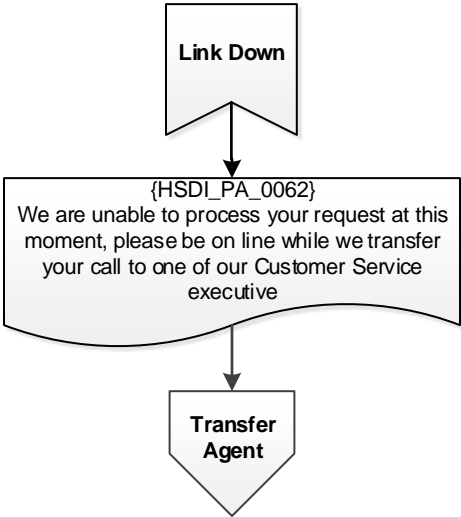 Link Down
{HSDI_PA_0062}
We are unable to process your request at this
moment, please be on line while we transfer
your call to one of our Customer Service
executive
Transfer
Agent